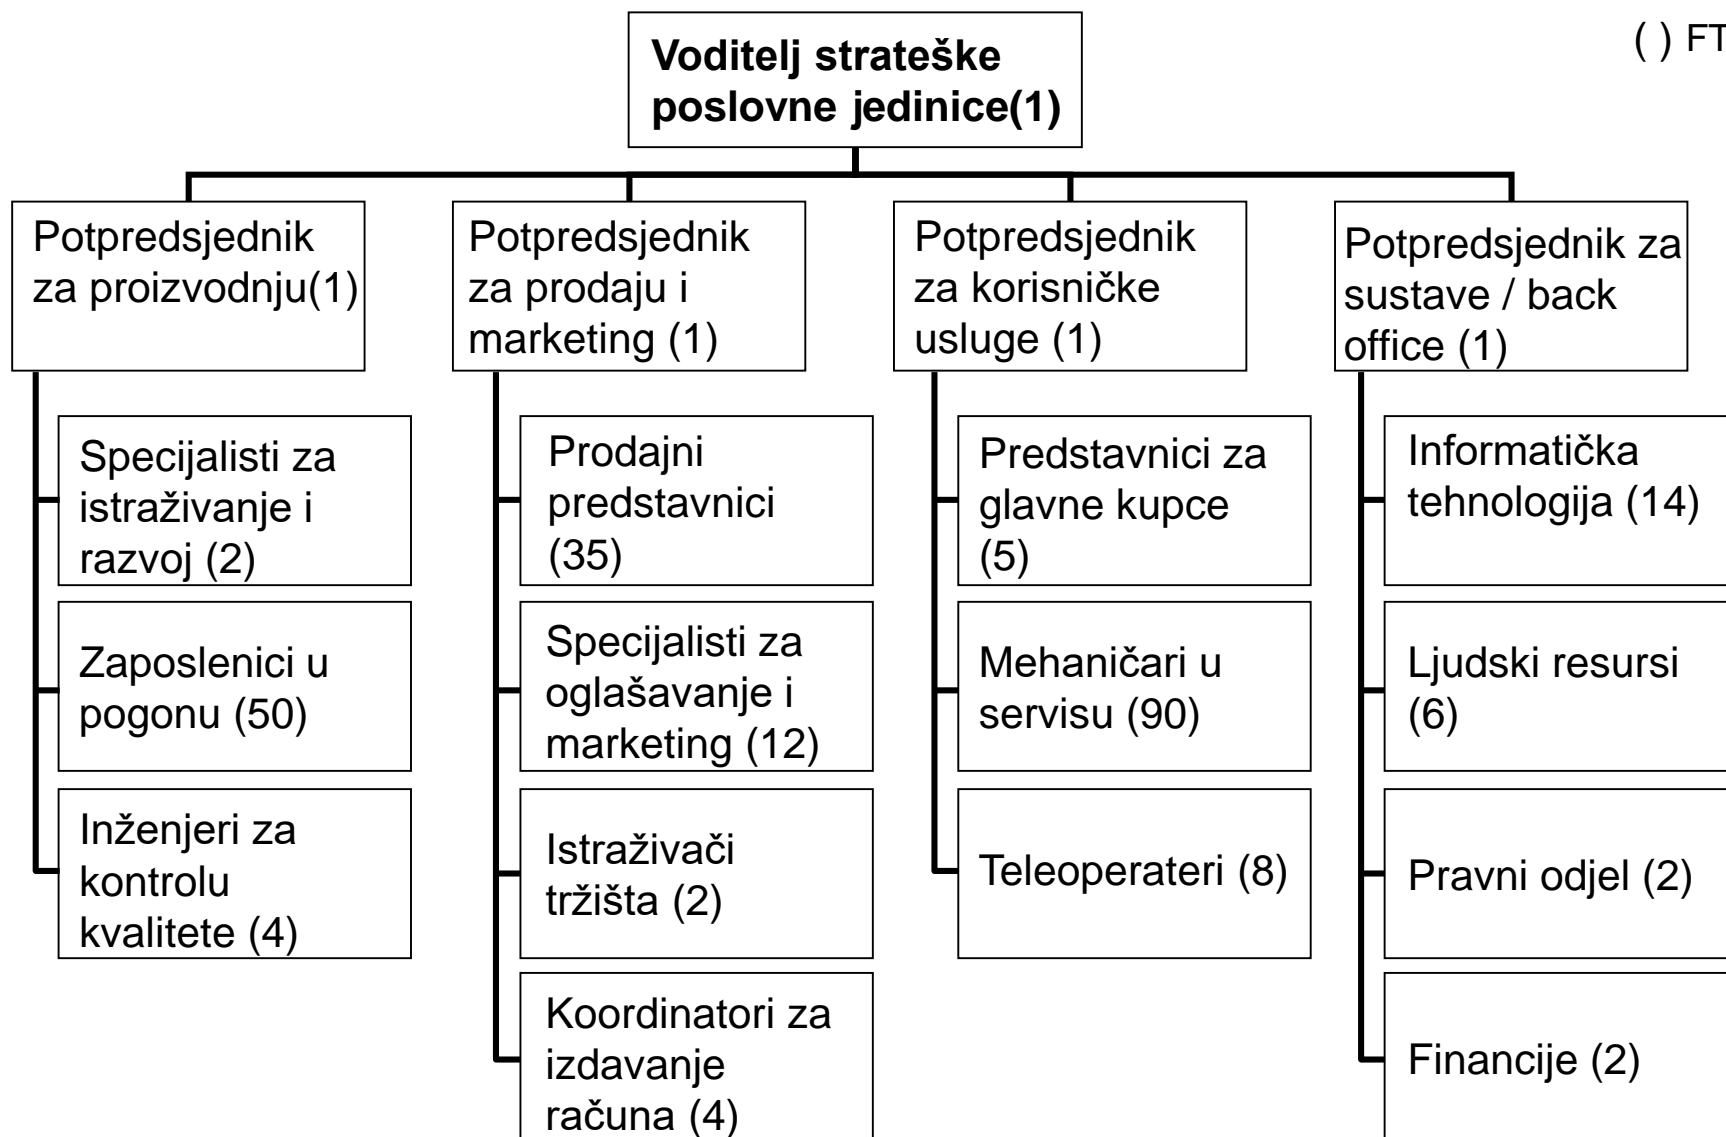 ( ) FT
Voditelj strateške
poslovne jedinice(1)
Potpredsjednik
za proizvodnju(1)
Potpredsjednik
za prodaju i
marketing (1)
Potpredsjednik
za korisničke
usluge (1)
Potpredsjednik za
sustave / back
office (1)
Specijalisti za
istraživanje i
razvoj (2)
Zaposlenici u
pogonu (50)
Inženjeri za
kontrolu
kvalitete (4)
Prodajni
predstavnici
(35)
Specijalisti za
oglašavanje i
marketing (12)
Istraživači
tržišta (2)
Koordinatori za
izdavanje
računa (4)
Predstavnici za
glavne kupce
(5)
Mehaničari u
servisu (90)
Teleoperateri (8)
Informatička
tehnologija (14)
Ljudski resursi
(6)
Pravni odjel (2)
Financije (2)